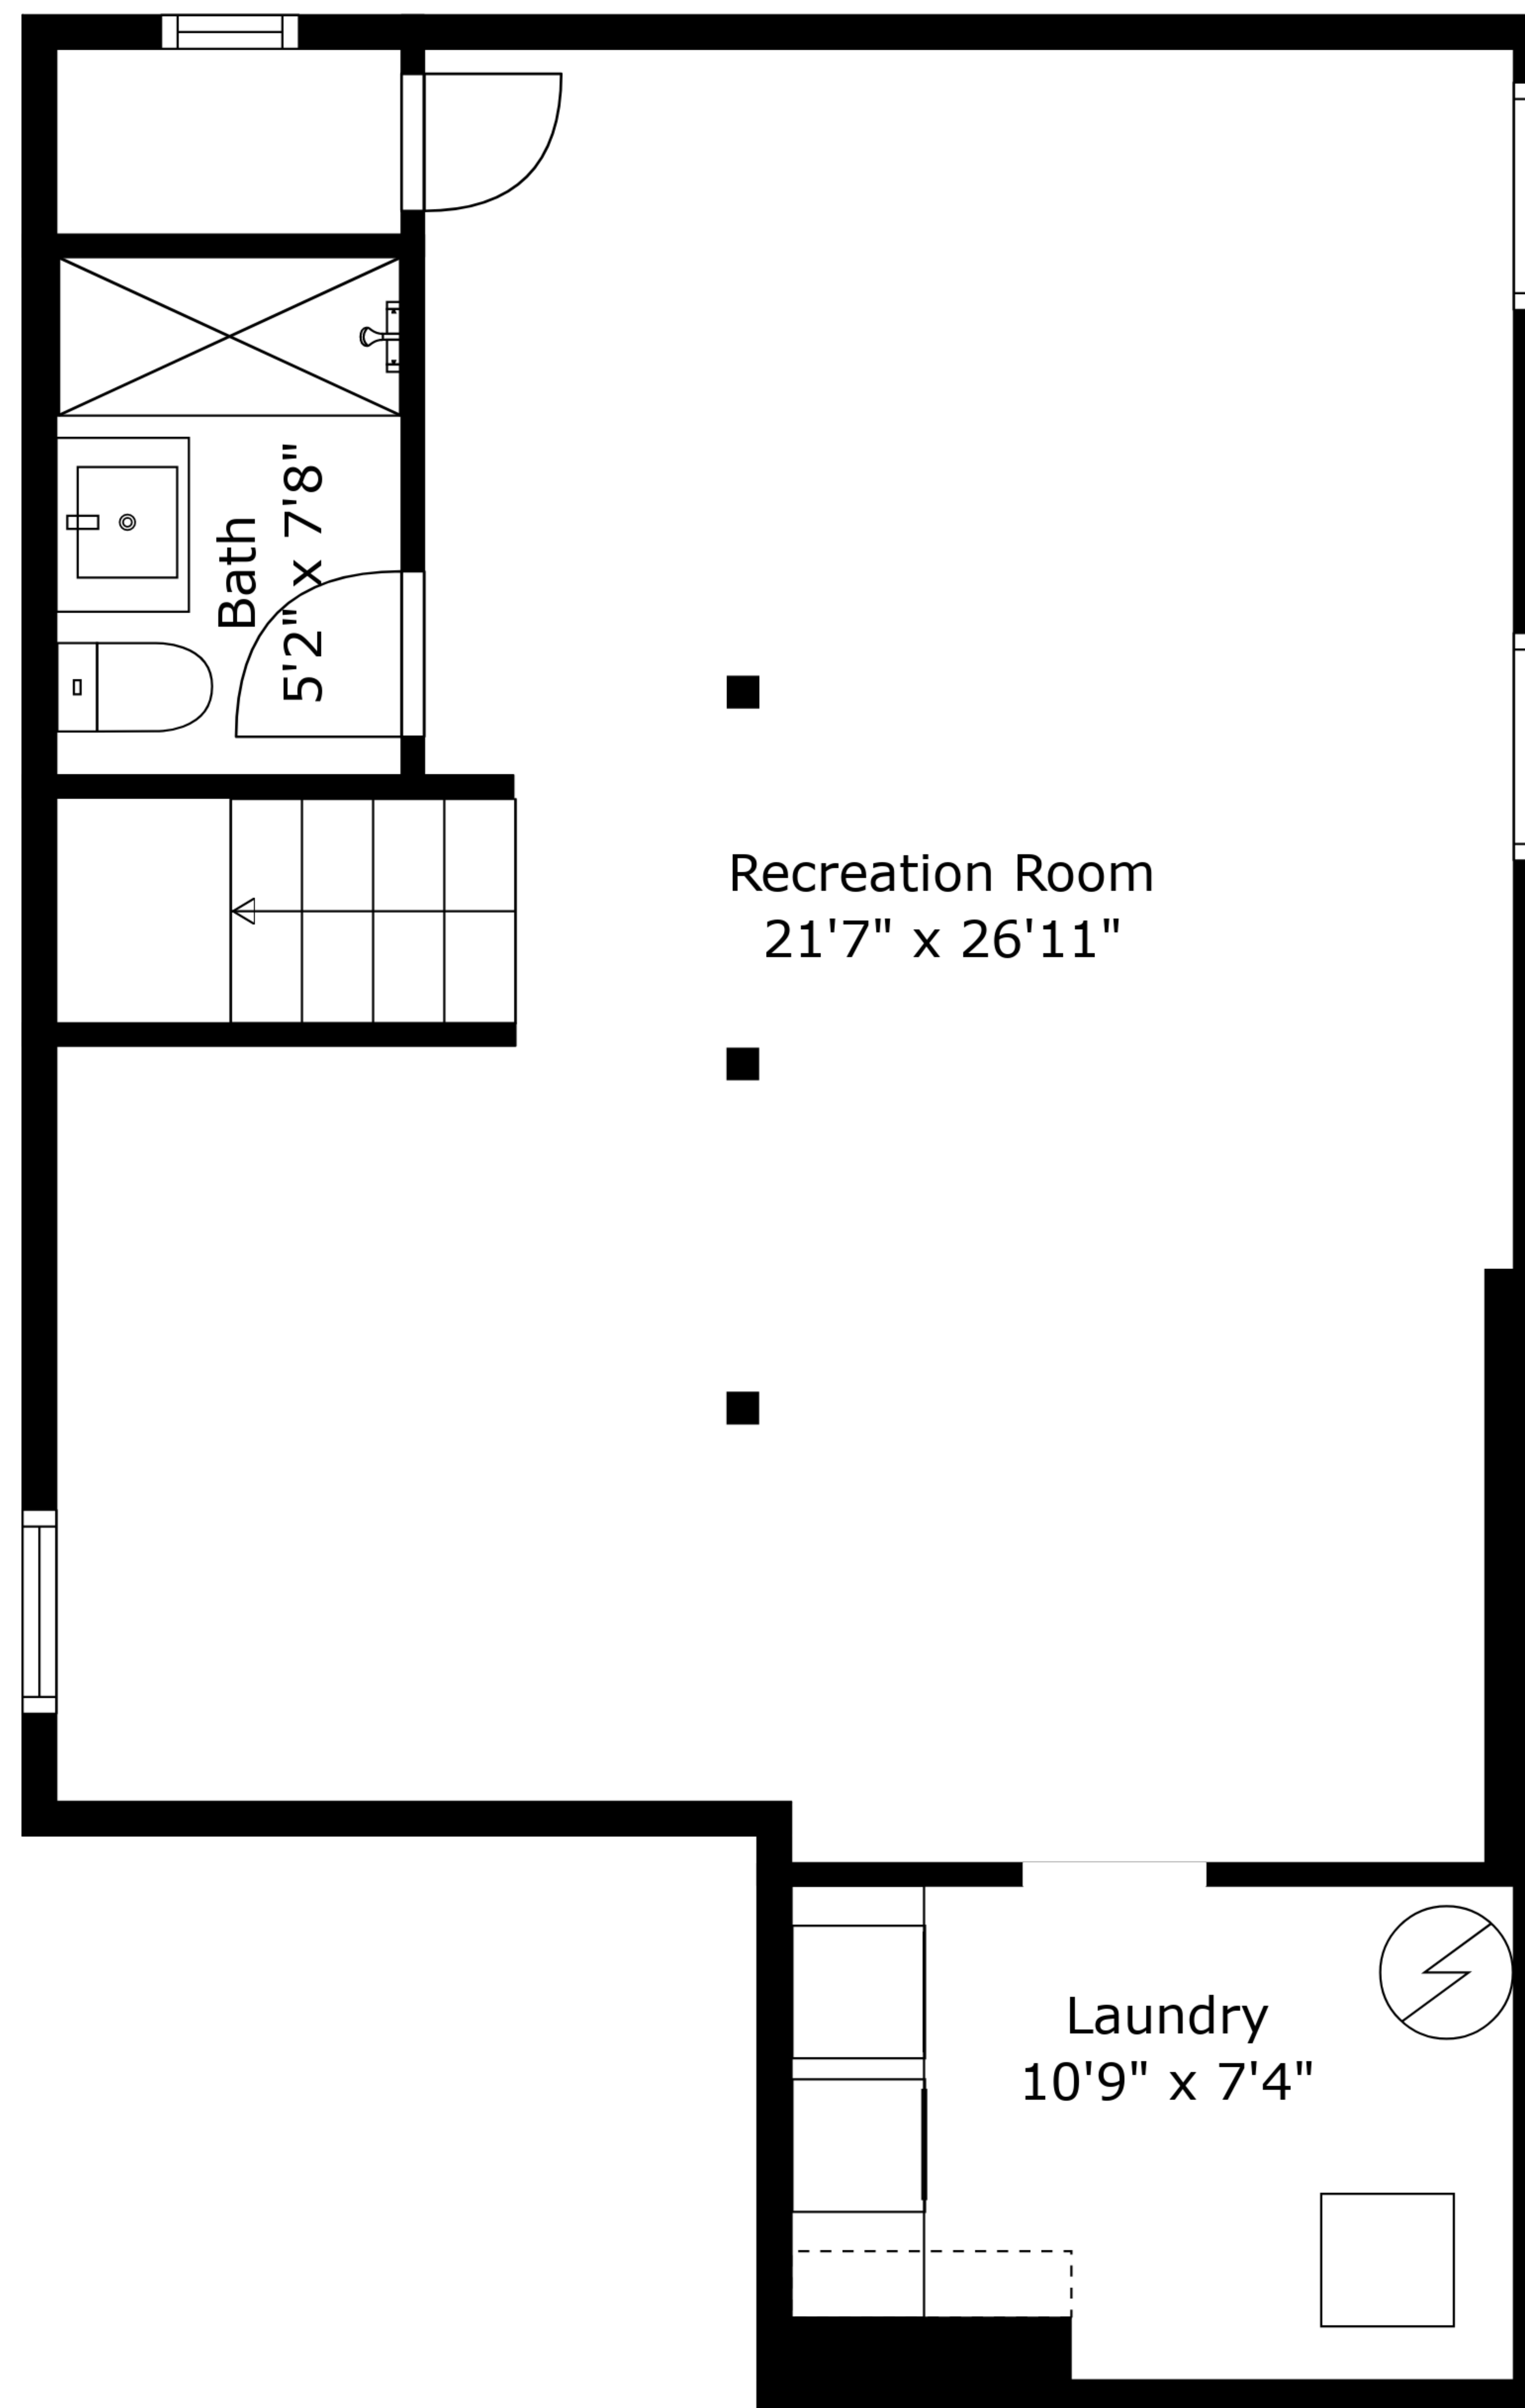 Bath
5'2" x 7'8"
Recreation Room
21'7" x 26'11"
Laundry
10'9" x 7'4"